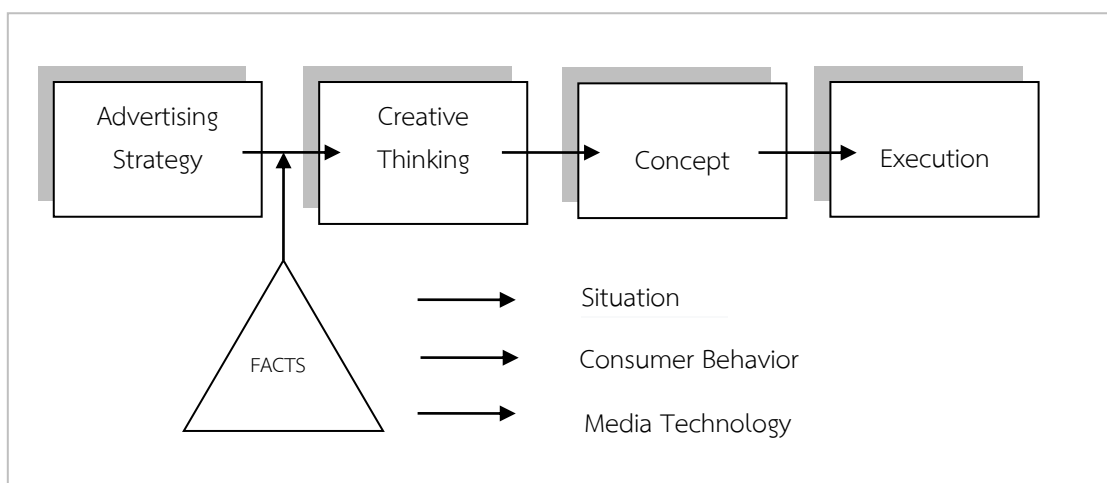 Advertising
Strategy
Creative
Thinking
Concept
Execution
FACTS
Situation
Consumer Behavior
Media Technology